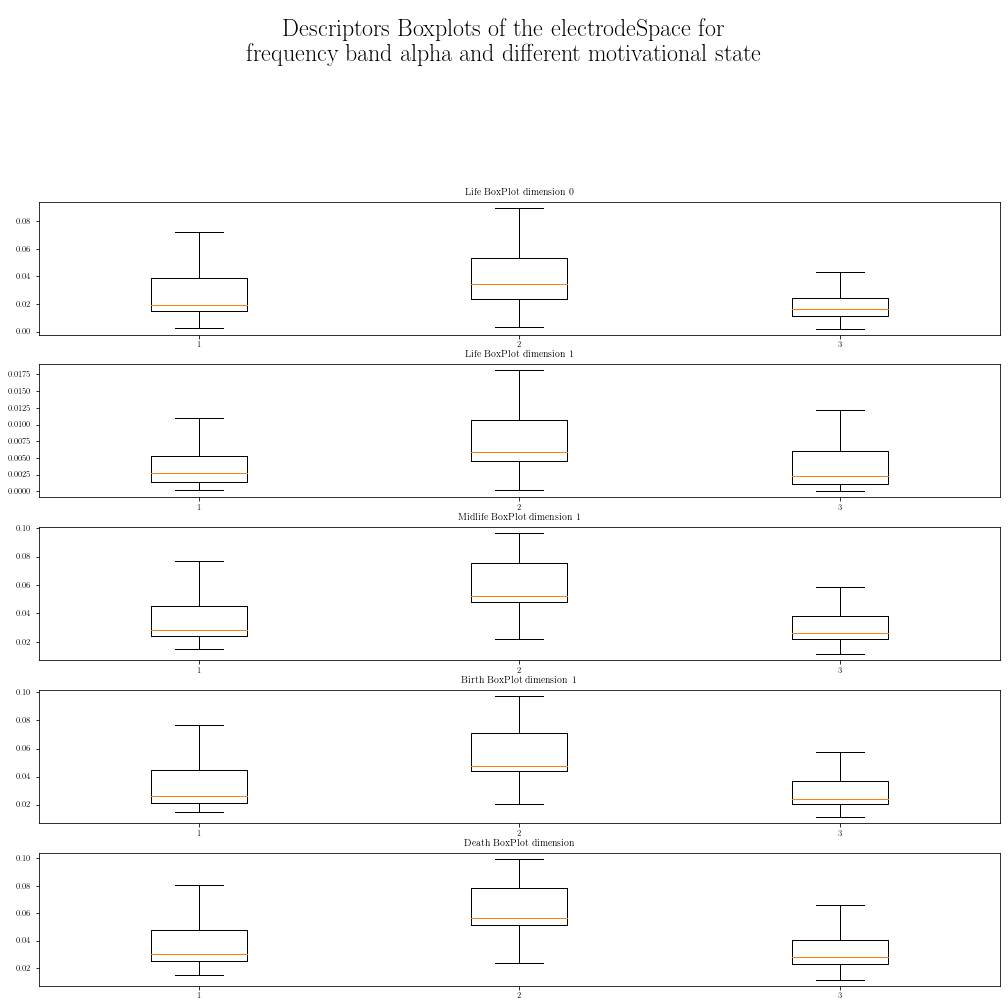 Descriptors Boxplots of the electrodeSpace for
frequency band alpha and different motivational state
Life BoxPlot dimension 0
0.08
0.06
0.04
0.02
0.00
1 2 3
Life BoxPlot dimension 1
0.0175
0.0150
0.0125
0.0100
0.0075
0.0050
0.0025
0.0000
1 2 3
Midlife BoxPlot dimension 1
0.10
0.08
0.06
0.04
0.02
1 2 3
Birth BoxPlot dimension 1
0.10
0.08
0.06
0.04
0.02
1 2 3
Death BoxPlot dimension
0.10
0.08
0.06
0.04
0.02
1 2 3